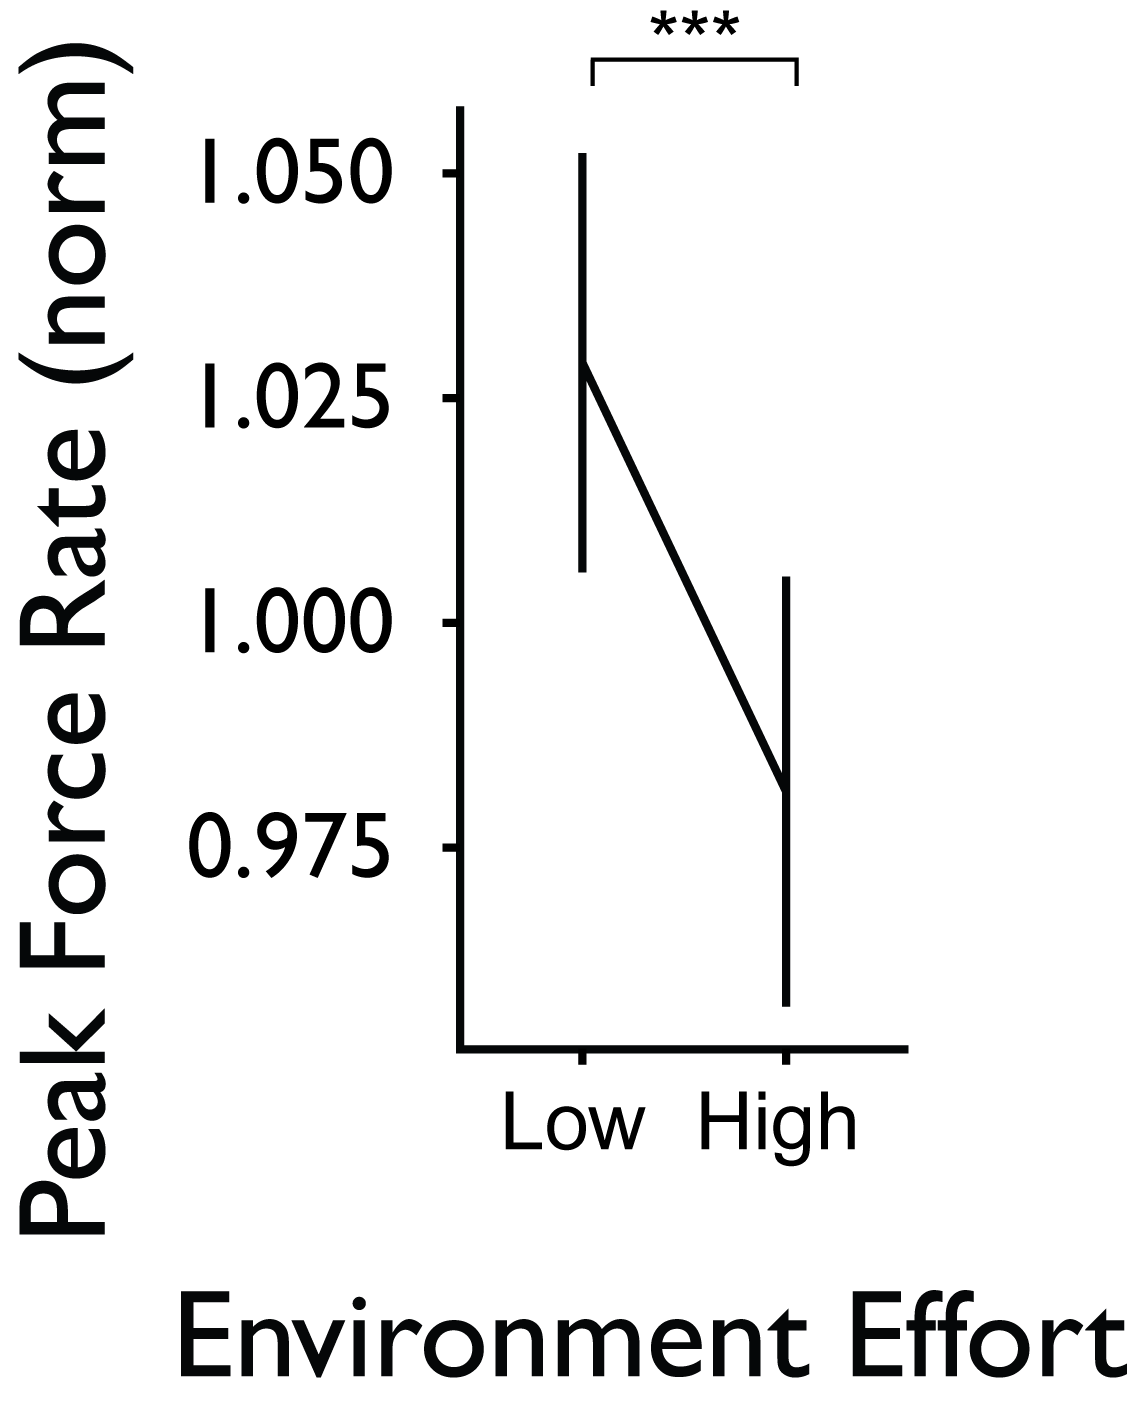 ***
Peak Force Rate (norm)
1.050
1.025
1.000
0.975
Low High
Environment Effort